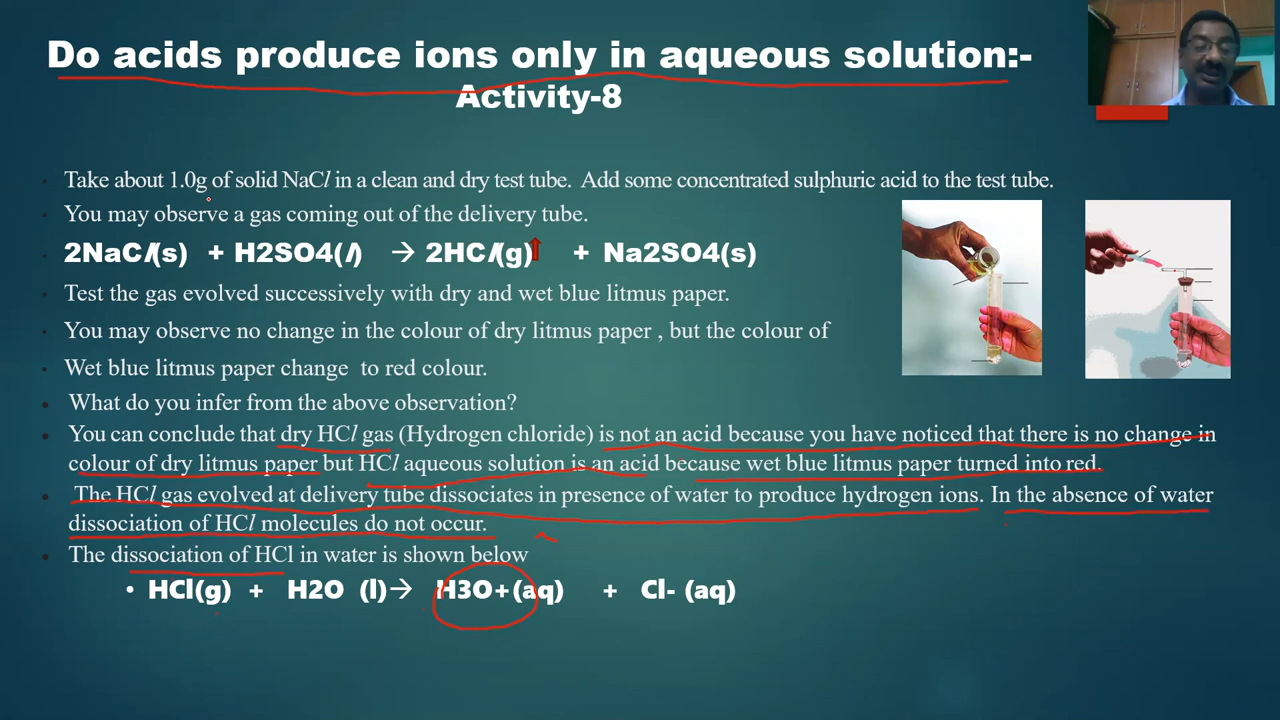 Do acids produce ions only in aqueous solution:-
Activity-8
Take about 1.0g of solid NaCl in a clean and dry test tube. Add some concentrated sulphuric acid to the test tube.
You may observe a gas coming out of the delivery tube.
2NaCl(s) + H2SO4(l) → 2HCl(g) + Na2SO4(s)
Test the gas evolved successively with dry and wet blue litmus paper.
You may observe no change in the colour of dry litmus paper , but the colour of
Wet blue litmus paper change to red colour.
What do you infer from the above observation?
You can conclude that dry HCl gas (Hydrogen chloride) is not an acid because you have noticed that there is no change in
colour of dry litmus paper but HCl aqueous solution is an acid because wet blue litmus paper turned into red.
The HCl gas evolved at delivery tube dissociates in presence of water to produce hydrogen ions. In the absence of water
dissociation of HCl molecules do not occur.
The dissociation of HCl in water is shown below
• HCl(g) + H2O (l)→ H3O+(aq) + Cl- (aq)